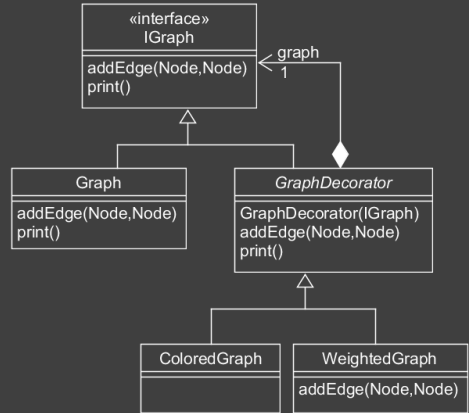 «interface»
IGraph
addEdge(Node,Node)
print()
graph
1
Graph
addEdge(Node,Node)
print()
GraphDecorator
GraphDecorator(IGraph)
addEdge(Node,Node)
print()
ColoredGraph
WeightedGraph
addEdge(Node,Node)